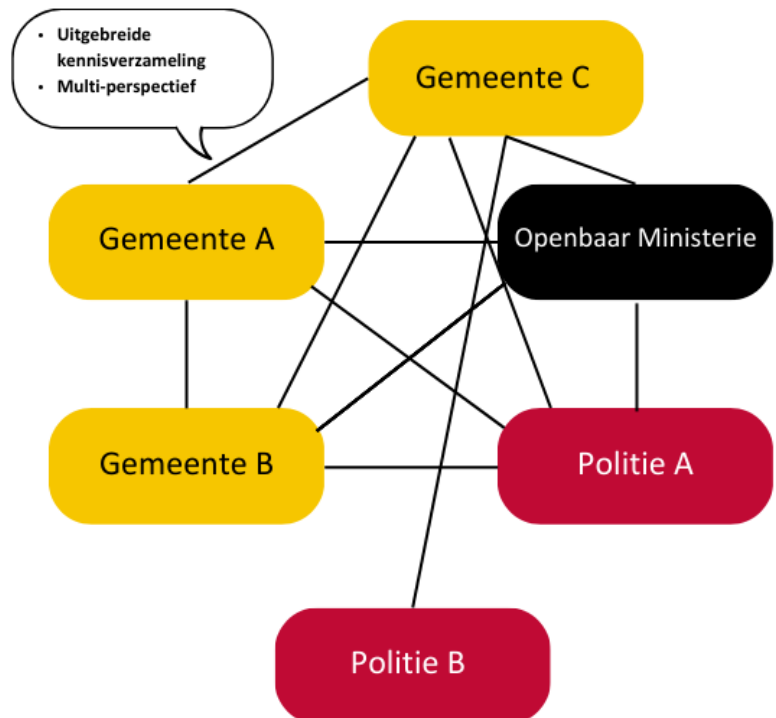 • Uitgebreide
kennisverzameling
• Multi-perspectief
Gemeente C
Gemeente A
Openbaar Ministerie
Gemeente B
Politie A
Politie B